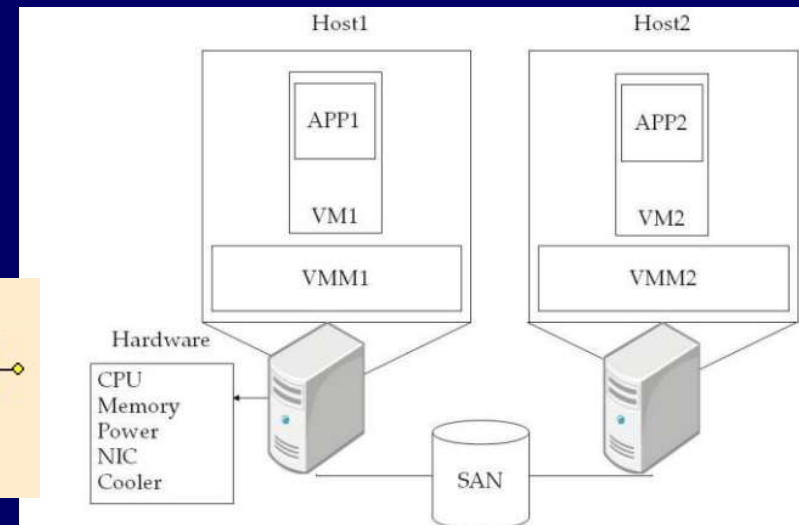 Host1
Host2
APP1
APP2
VM1
VM2
VMM1
VMM2
Hardware
CPU
Memory
Power
NIC
Cooler
SAN